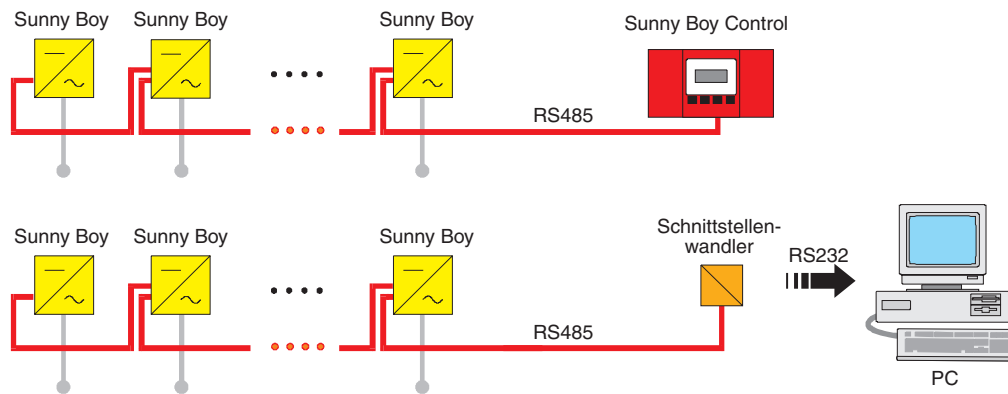 Sunny Boy
Sunny Boy
Sunny Boy
Sunny Boy Control
RS485
Sunny Boy
Sunny Boy
Sunny Boy
Schnittstellen-
wandler
RS232
RS485
PC